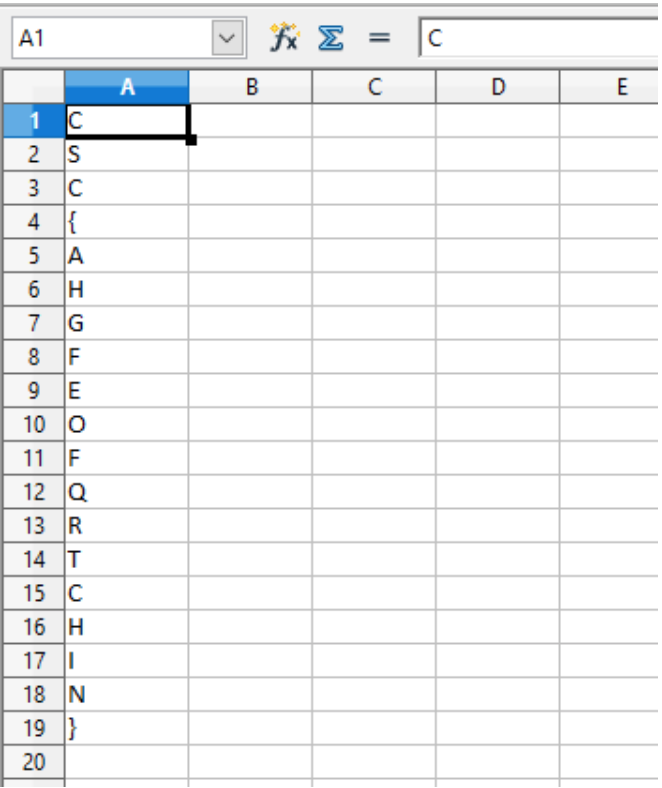 A1 fx Σ = C
A B C D E
1 C
2 S
3 C
4 {
5 A
6 H
7 G
8 F
9 E
10 O
11 F
12 Q
13 R
14 T
15 C
16 H
17 I
18 N
19 }
20